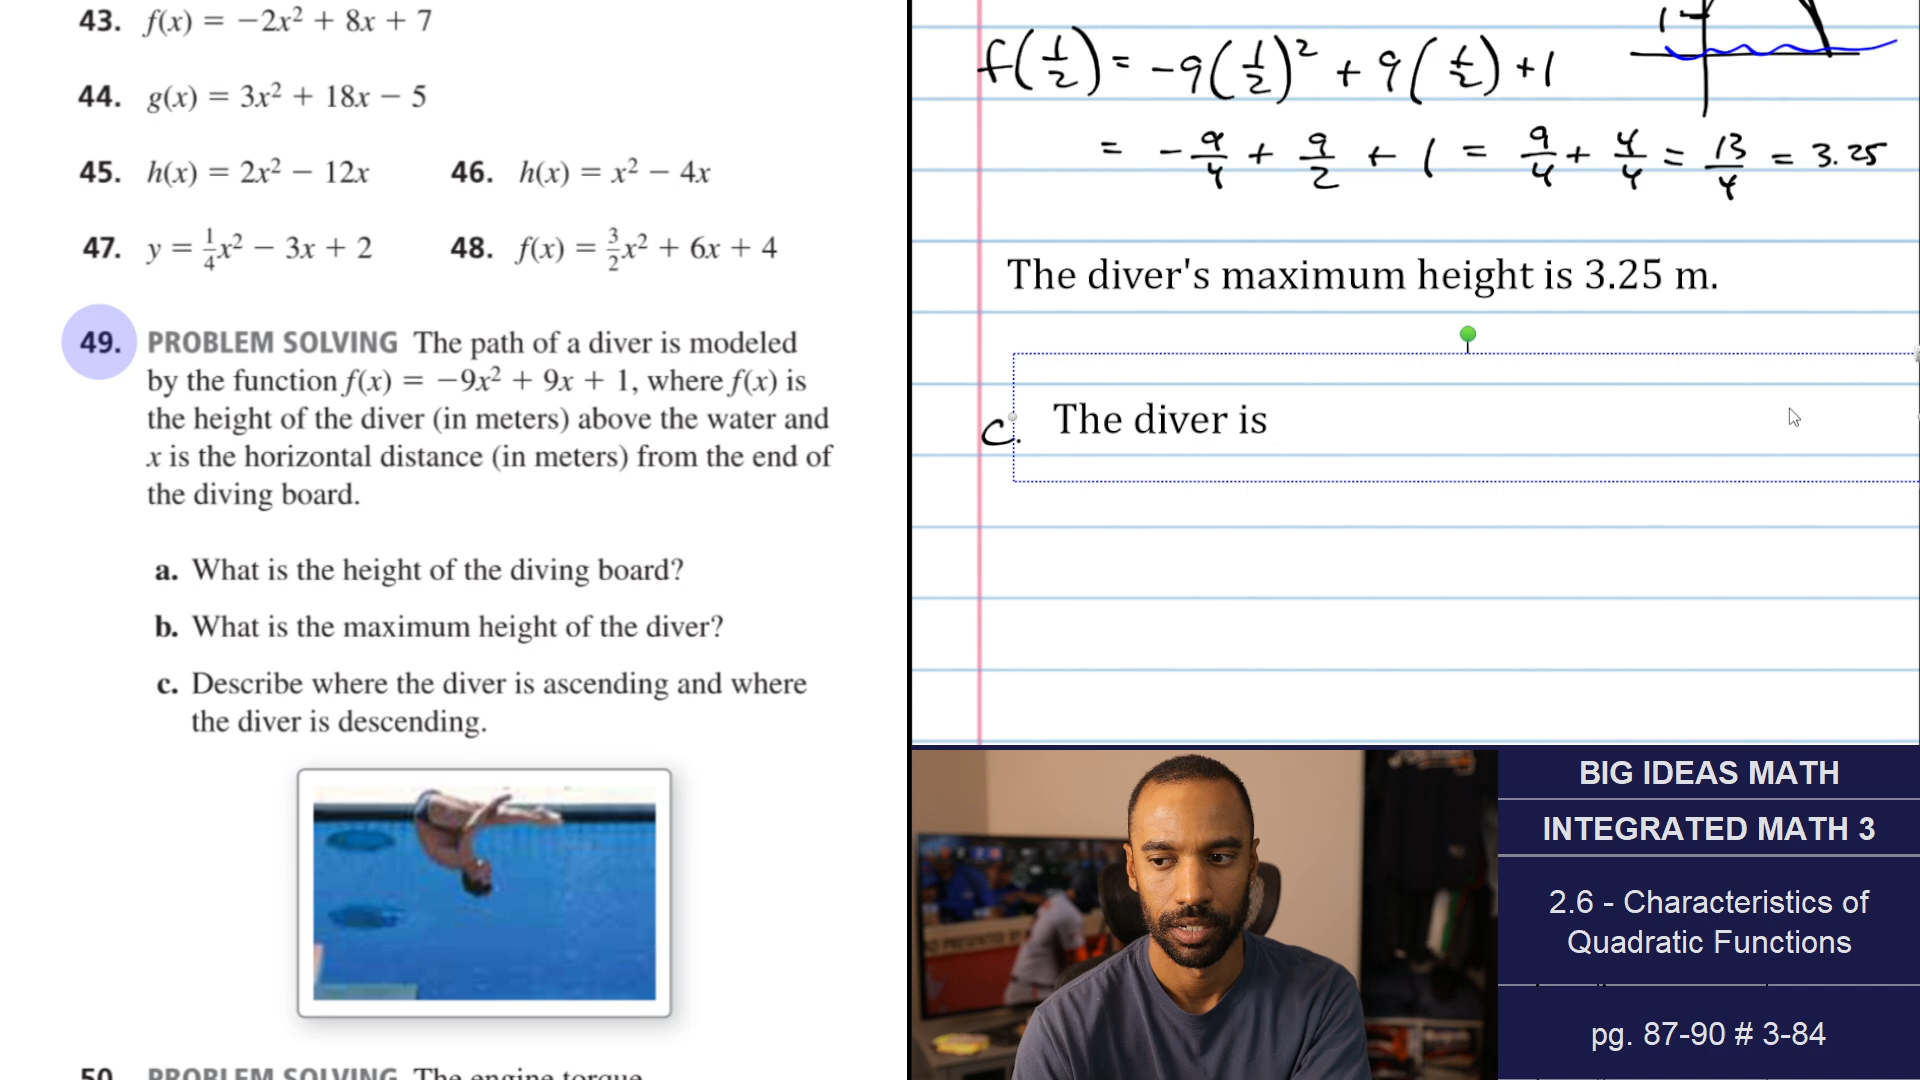 43. f(x) = −2x² + 8x + 7
44. g(x) = 3x² + 18x − 5
45. h(x) = 2x² − 12x 46. h(x) = x² − 4x
47. y = 1/4x² − 3x + 2 48. f(x) = 3/2x² + 6x + 4
49. PROBLEM SOLVING The path of a diver is modeled
by the function f(x) = −9x² + 9x + 1, where f(x) is
the height of the diver (in meters) above the water and
x is the horizontal distance (in meters) from the end of
the diving board.
a. What is the height of the diving board?
b. What is the maximum height of the diver?
c. Describe where the diver is ascending and where
the diver is descending.
1
f(1/2) = −9(1/2)² + 9(1/2) + 1
= −9/4 + 9/2 + 1 = 9/4 + 4/4 = 13/4 = 3.25
The diver's maximum height is 3.25 m.
c. The diver is
BIG IDEAS MATH
INTEGRATED MATH 3
2.6 - Characteristics of
Quadratic Functions
pg. 87-90 # 3-84